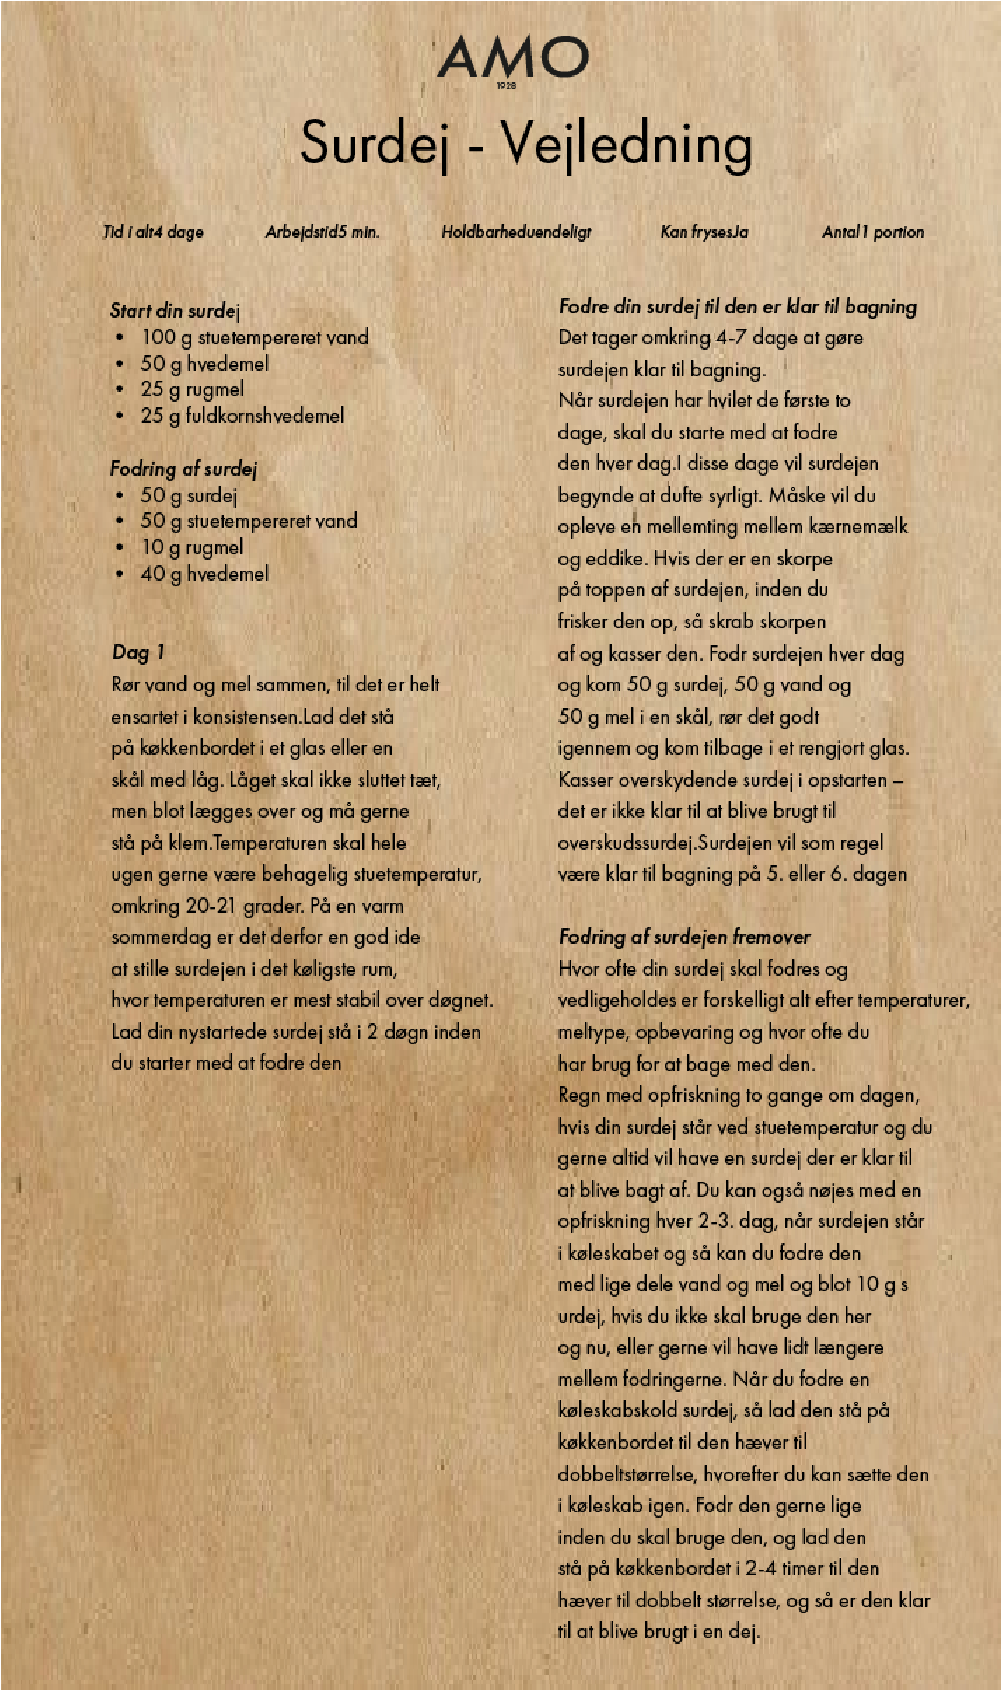 AMO
1928
Surdej - Vejledning
Tid i alt4 dage
Arbejdstid5 min.
Holdbarheduendeligt
Kan frysesJa
Antal1 portion
Start din surdej
• 100 g stuetempereret vand
• 50 g hvedemel
• 25 g rugmel
• 25 g fuldkornshvedemel
Fodring af surdej
• 50 g surdej
• 50 g stuetempereret vand
• 10 g rugmel
• 40 g hvedemel
Dag 1
Rør vand og mel sammen, til det er helt
ensartet i konsistensen.Lad det stå
på køkkenbordet i et glas eller en
skål med låg. Låget skal ikke sluttet tæt,
men blot lægges over og må gerne
stå på klem.Temperaturen skal hele
ugen gerne være behagelig stuetemperatur,
omkring 20-21 grader. På en varm
sommerdag er det derfor en god ide
at stille surdejen i det køligste rum,
hvor temperaturen er mest stabil over døgnet.
Lad din nystartede surdej stå i 2 døgn inden
du starter med at fodre den
Fodre din surdej til den er klar til bagning
Det tager omkring 4-7 dage at gøre
surdejen klar til bagning.
Når surdejen har hvilet de første to
dage, skal du starte med at fodre
den hver dag.I disse dage vil surdejen
begynde at dufte syrligt. Måske vil du
opleve en mellemting mellem kærnemælk
og eddike. Hvis der er en skorpe
på toppen af surdejen, inden du
frisker den op, så skrab skorpen
af og kasser den. Fodr surdejen hver dag
og kom 50 g surdej, 50 g vand og
50 g mel i en skål, rør det godt
igennem og kom tilbage i et rengjort glas.
Kasser overskydende surdej i opstarten –
det er ikke klar til at blive brugt til
overskudssurdej.Surdejen vil som regel
være klar til bagning på 5. eller 6. dagen
Fodring af surdejen fremover
Hvor ofte din surdej skal fodres og
vedligeholdes er forskelligt alt efter temperaturer,
meltype, opbevaring og hvor ofte du
har brug for at bage med den.
Regn med opfriskning to gange om dagen,
hvis din surdej står ved stuetemperatur og du
gerne altid vil have en surdej der er klar til
at blive bagt af. Du kan også nøjes med en
opfriskning hver 2-3. dag, når surdejen står
i køleskabet og så kan du fodre den
med lige dele vand og mel og blot 10 g s
urdej, hvis du ikke skal bruge den her
og nu, eller gerne vil have lidt længere
mellem fodringerne. Når du fodre en
køleskabskold surdej, så lad den stå på
køkkenbordet til den hæver til
dobbeltstørrelse, hvorefter du kan sætte den
i køleskab igen. Fodr den gerne lige
inden du skal bruge den, og lad den
stå på køkkenbordet i 2-4 timer til den
hæver til dobbelt størrelse, og så er den klar
til at blive brugt i en dej.